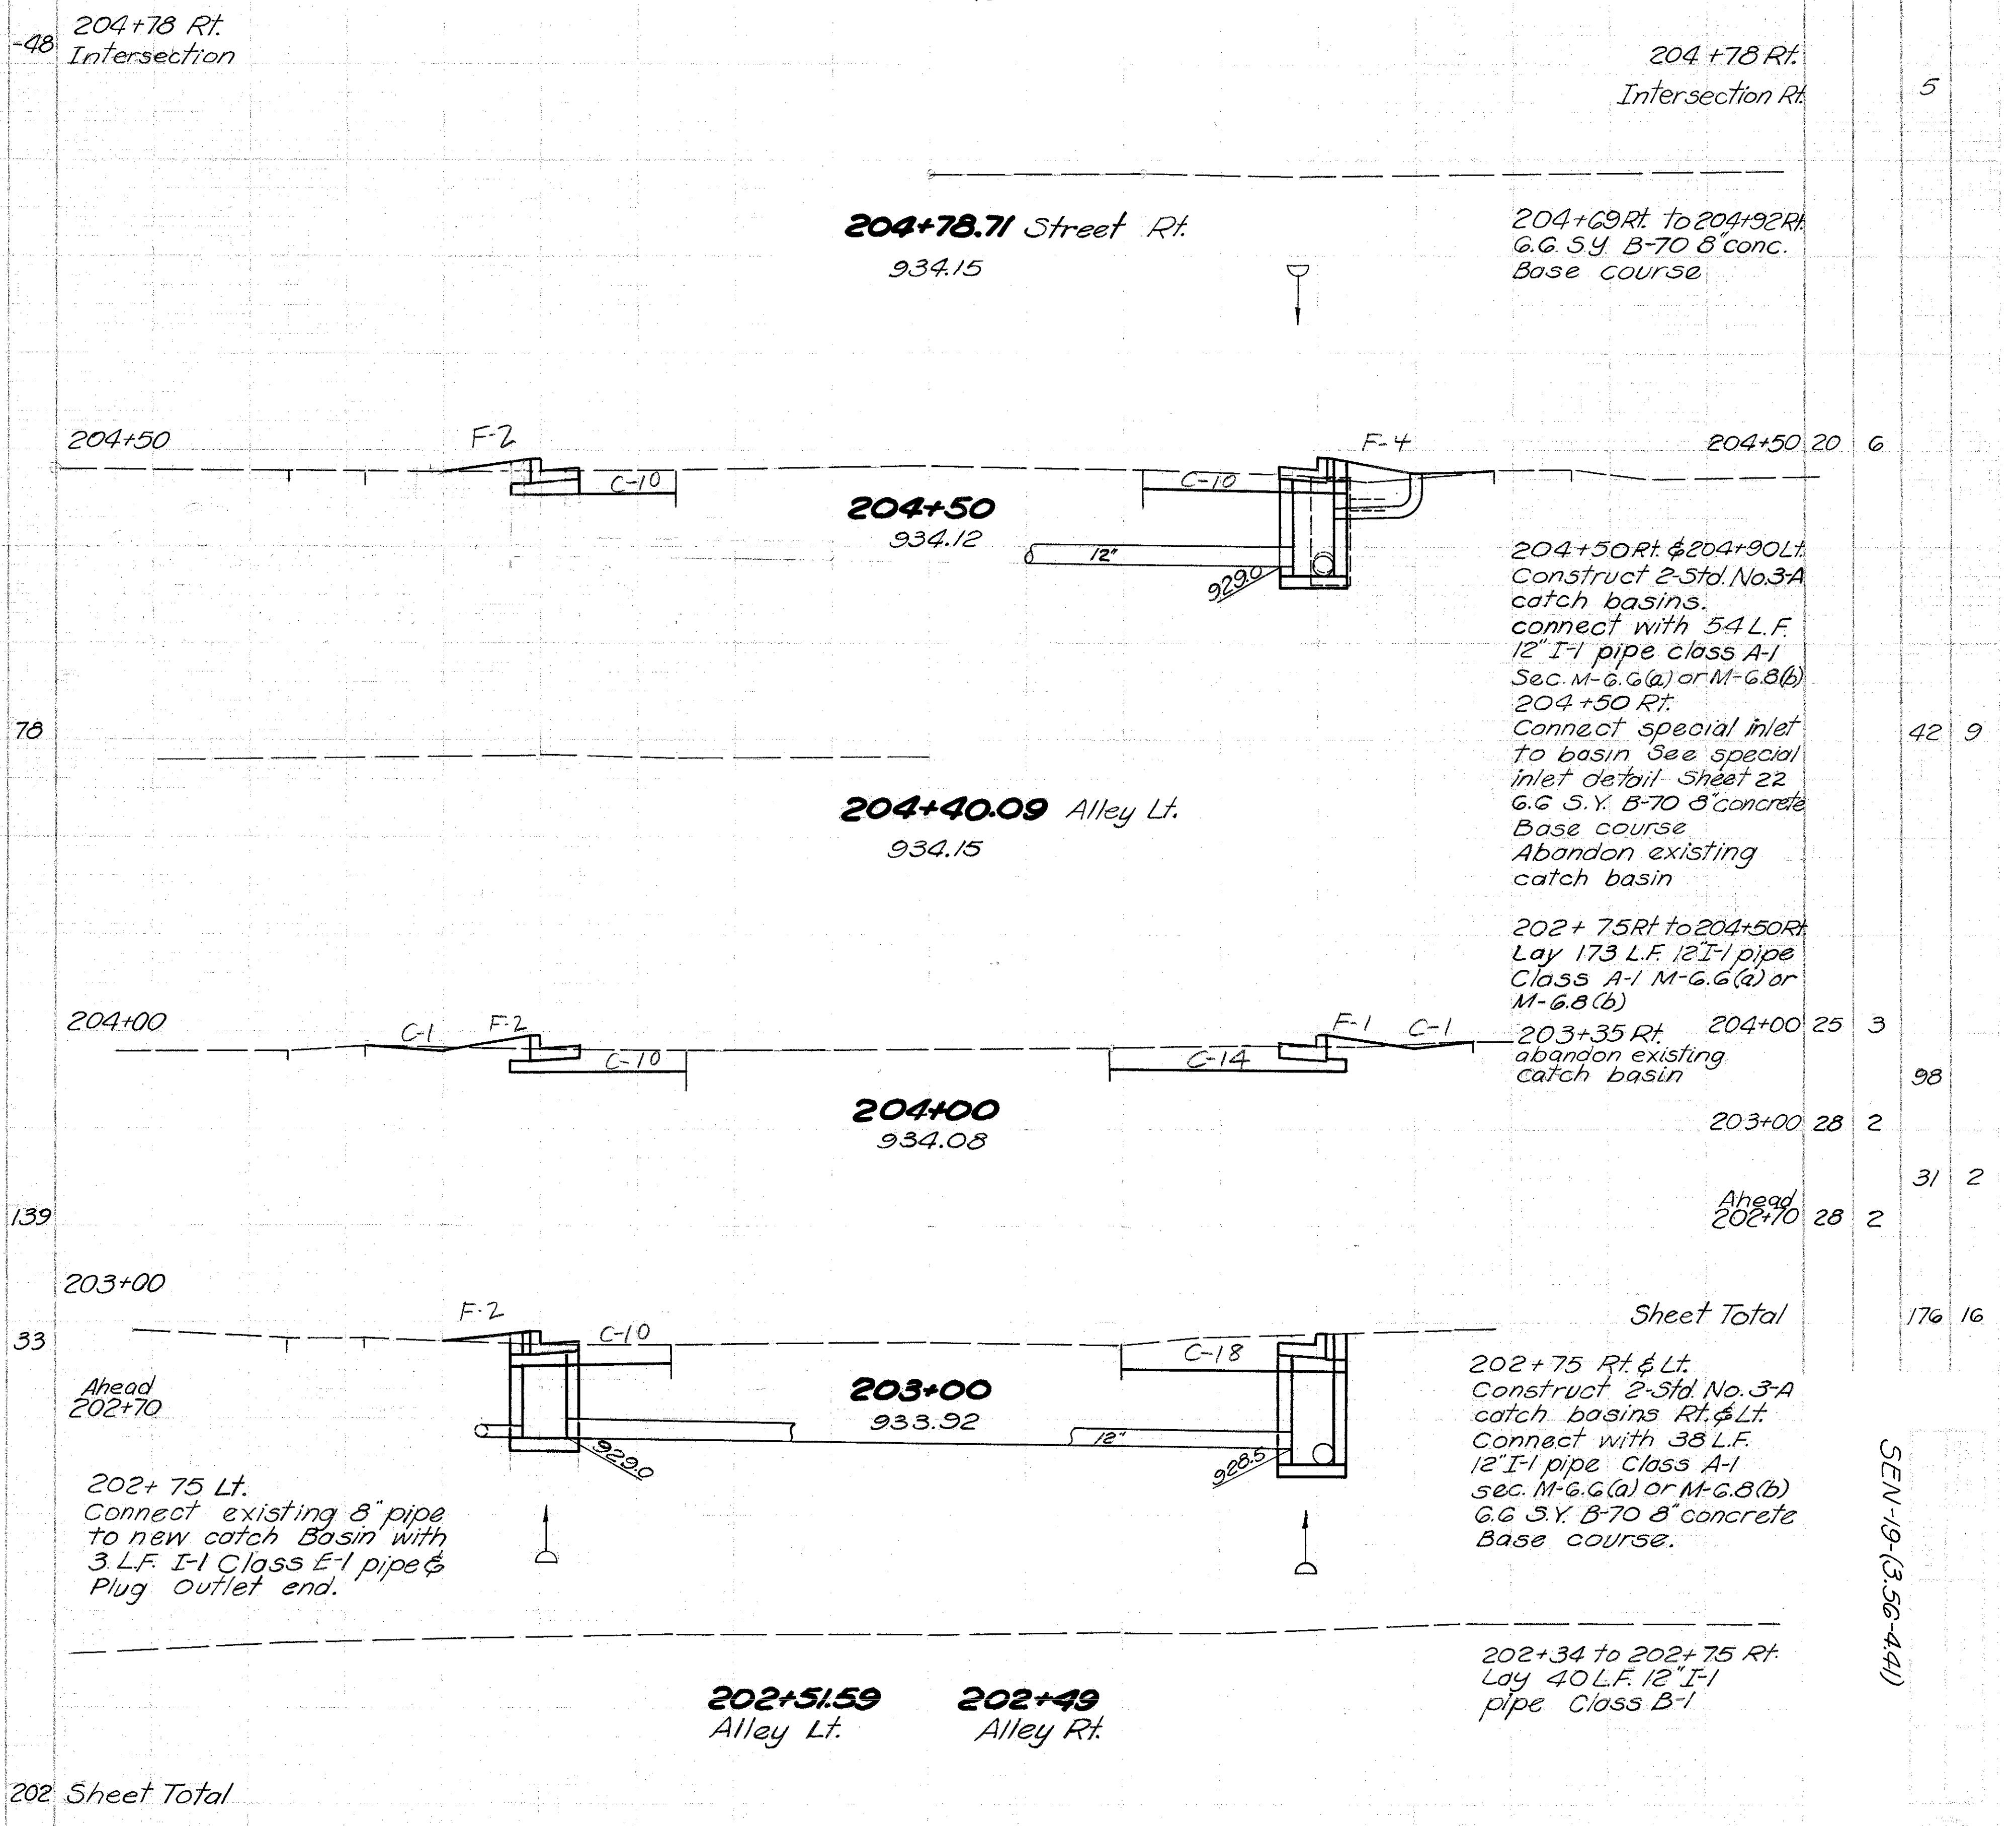 -48
204+78 Rt.
Intersection
204+78 Rt.
Intersection Rt.
5
204+78.71 Street Rt.
934.15
204+69Rt. to 204+92Rt.
6.6 S.Y. B-70 8" conc.
Base course
204+50
F-2
F-4
204+50 20 6
C-10
C-10
204+50
934.12
12"
929.0
204+50Rt. & 204+90Lt.
Construct 2-Std. No.3-A
catch basins.
connect with 54 L.F.
12" I-1 pipe class A-1
Sec. M-6.6(a) or M-6.8(b)
204+50 Rt.
Connect special inlet
to basin See special
inlet detail Sheet 22
6.6 S.Y. B-70 8" concrete
Base course
Abandon existing
catch basin
78
42 9
204+40.09 Alley Lt.
934.15
202+75Rt to 204+50Rt
Lay 173 L.F. 12" I-1 pipe
Class A-1 M-6.6(a) or
M-6.8(b)
204+00
C-1 F-2
F-1 C-1
203+35 Rt.
abandon existing
catch basin
204+00 25 3
C-10
C-14
204+00
934.08
98
203+00 28 2
31 2
139
Ahead
202+70 28 2
203+00
F-2
Sheet Total 176 16
33
C-10
C-18
203+00
933.92
12"
929.0
928.5
Ahead
202+70
202+75 Rt. & Lt.
Construct 2-Std. No. 3-A
catch basins Rt. & Lt.
Connect with 38 L.F.
12" I-1 pipe Class A-1
sec. M-6.6(a) or M-6.8(b)
6.6 S.Y. B-70 8" concrete
Base course.
202+75 Lt.
Connect existing 8" pipe
to new catch Basin with
3 L.F. I-1 Class E-1 pipe &
Plug outlet end.
SEN-19-(3.56-4.41)
202+34 to 202+75 Rt.
Lay 40 L.F. 12" I-1
pipe Class B-1
202+51.59
Alley Lt.
202+49
Alley Rt.
202 Sheet Total